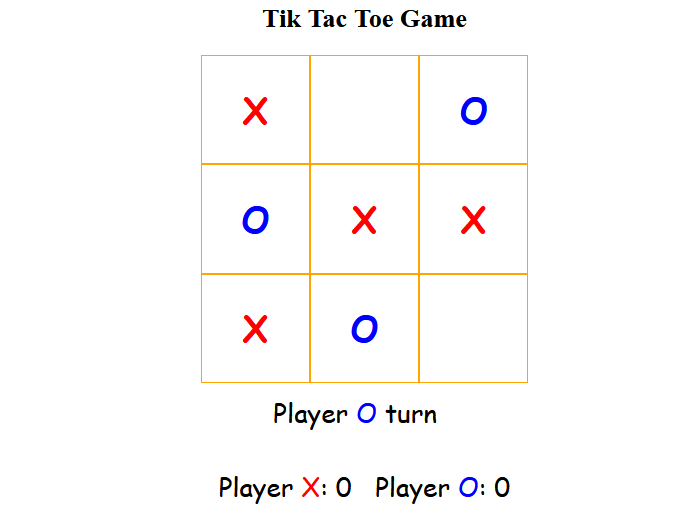 Tik Tac Toe Game
X O
O X X
X O
Player O turn
Player X: 0 Player O: 0